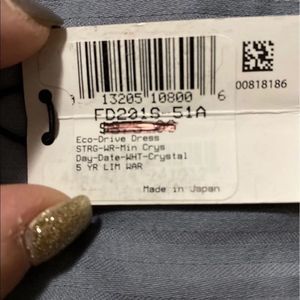 13205 10800 6
00818186
FD201S-51A
Eco-Drive Dress
STRG-WR-Min Crys
Day-Date-WHT-Crystal
5 YR LIM WAR
Made in Japan